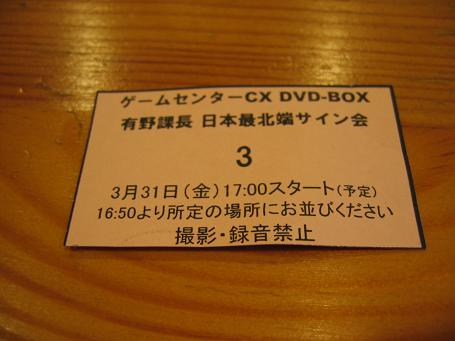 ゲームセンターCX DVD-BOX
有野課長 日本最北端サイン会
3
3月31日(金)17:00スタート(予定)
16:50より所定の場所にお並びください
撮影・録音禁止